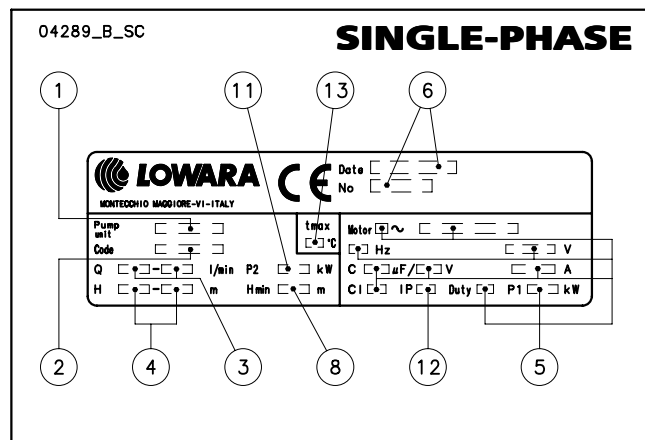 04289_B_SC
SINGLE-PHASE
1
11
13
6
LOWARA
CE
Date
No
MONTECCHIO MAGGIORE-VI-ITALY
Pump unit
tmax
°C
Motor ~
Code
Hz
V
Q - l/min
P2 kW
C µF/ V
A
H - m
Hmin m
Cl
IP
Duty
P1 kW
2
4
3
8
12
5